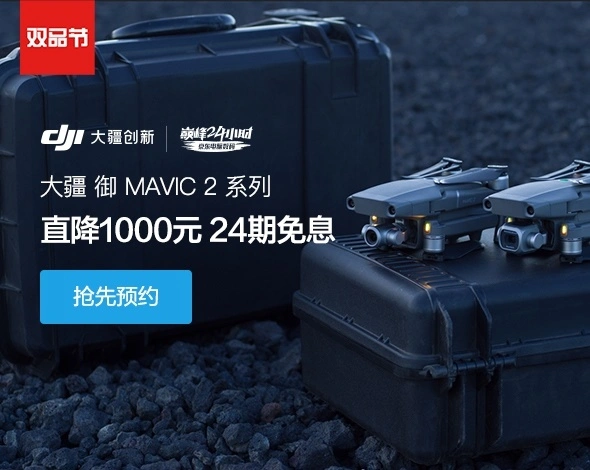 双品节
dji 大疆创新
巅峰24小时
京东电脑数码
大疆 御 MAVIC 2 系列
直降1000元 24期免息
抢先预约